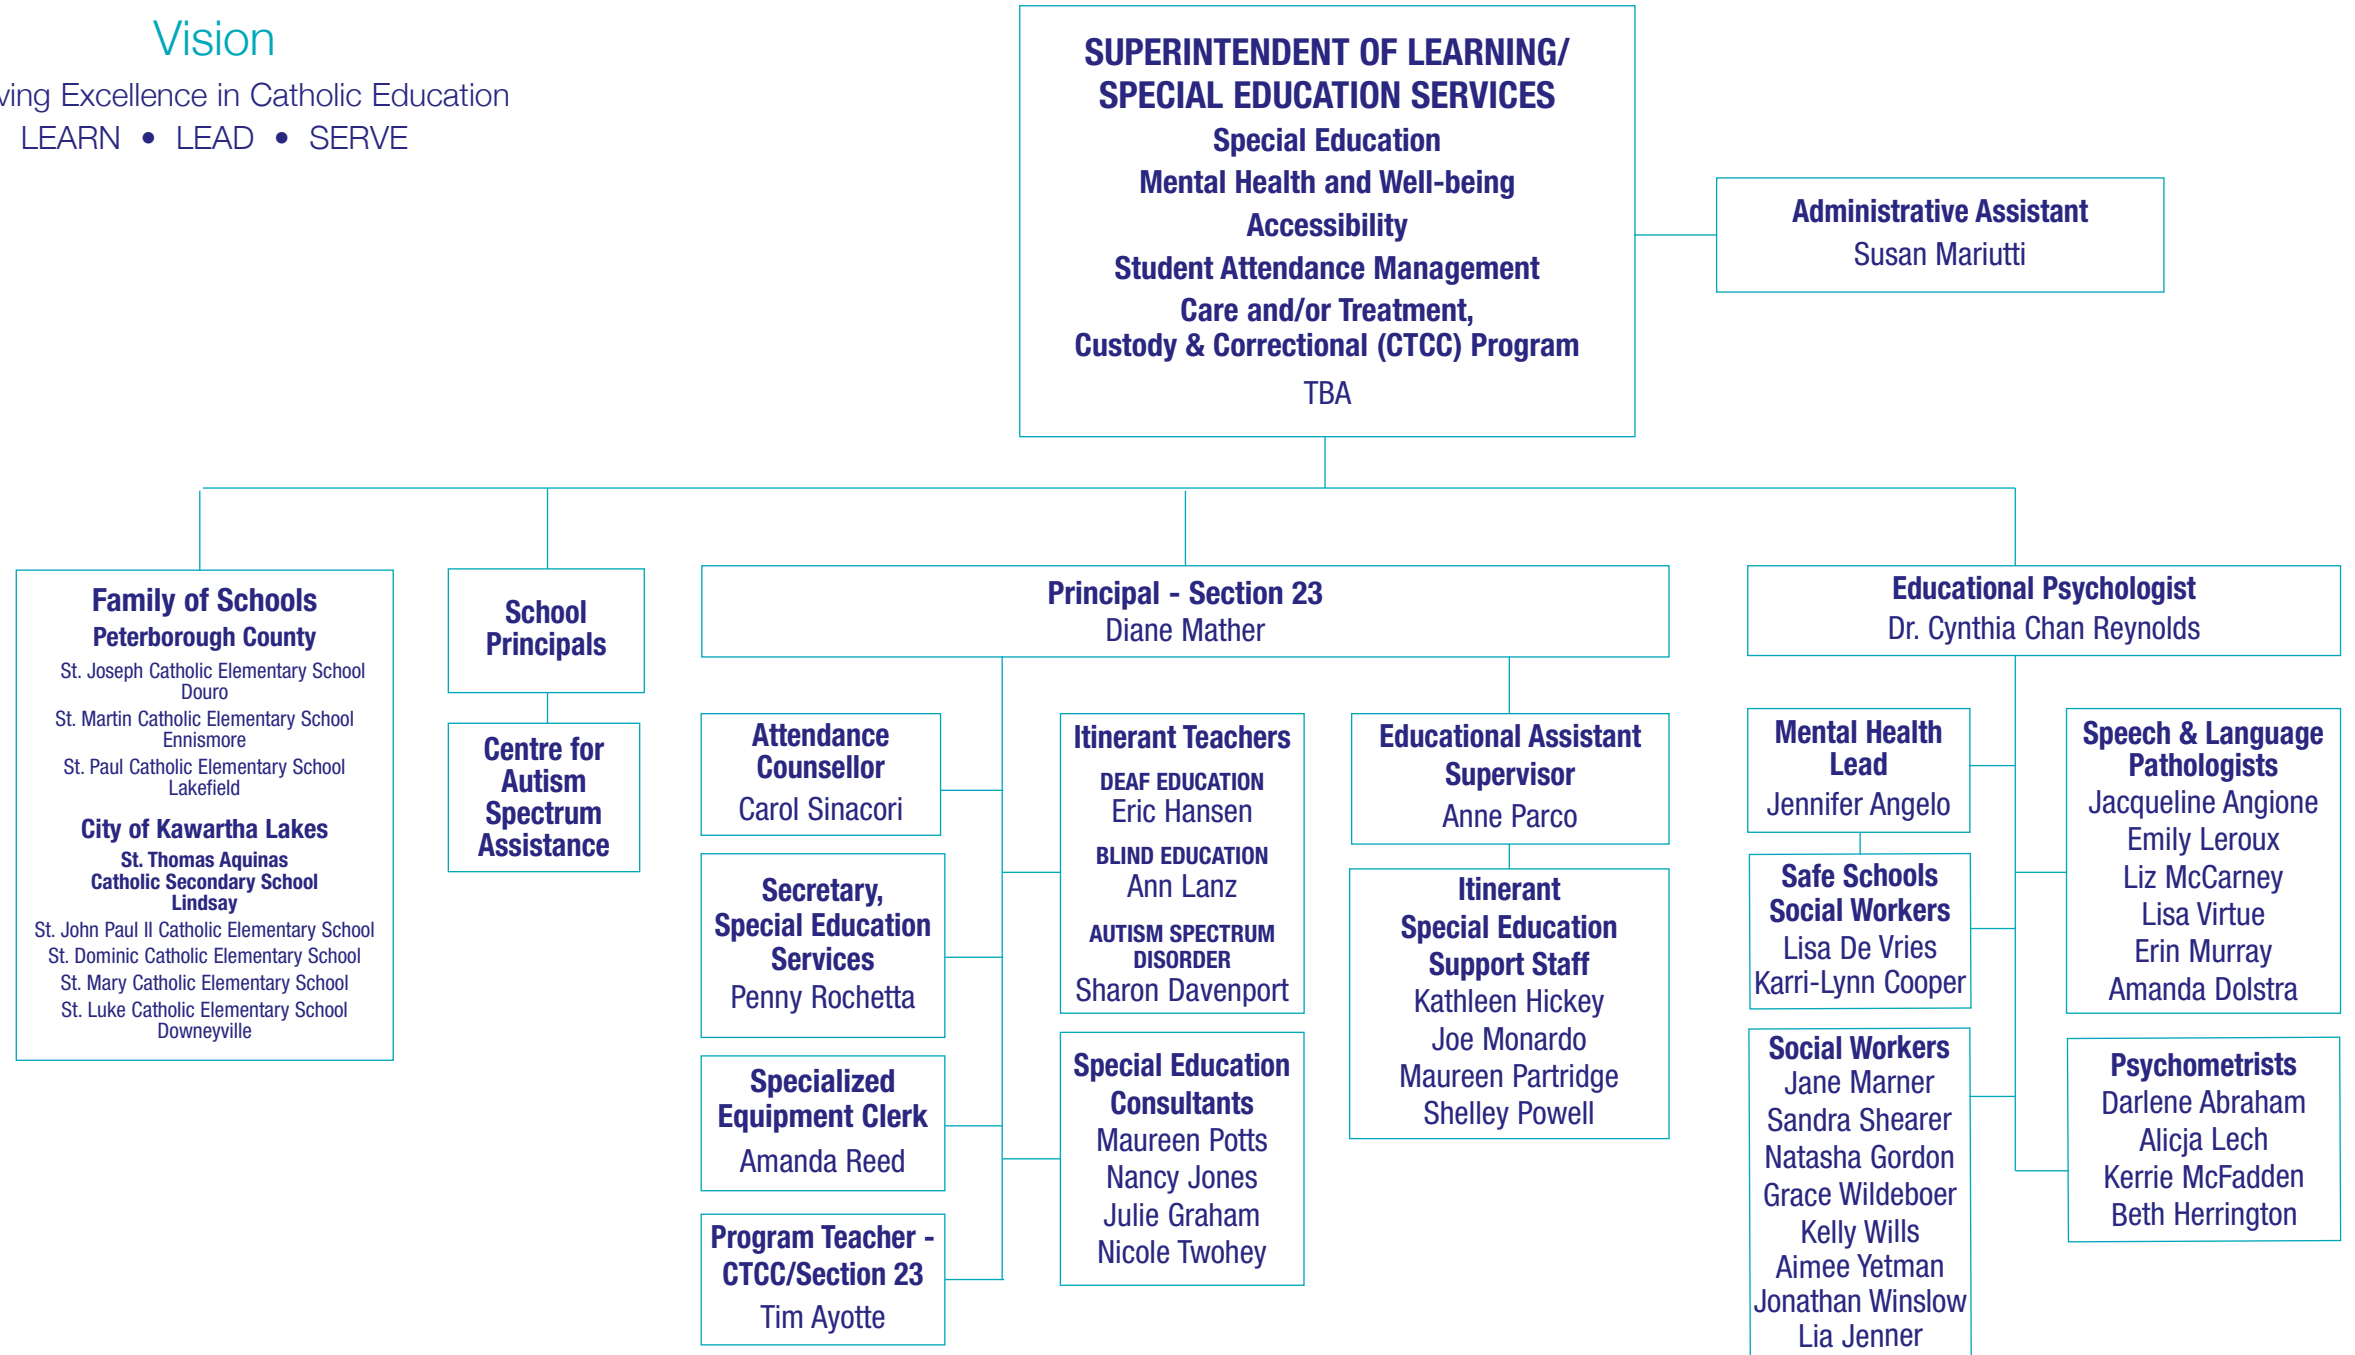 Vision
Excellence in Catholic Education
LEARN • LEAD • SERVE
SUPERINTENDENT OF LEARNING/
SPECIAL EDUCATION SERVICES
Special Education
Mental Health and Well-being
Accessibility
Student Attendance Management
Care and/or Treatment,
Custody & Correctional (CTCC) Program
TBA
Administrative Assistant
Susan Mariutti
Family of Schools
Peterborough County
St. Joseph Catholic Elementary School
Douro
St. Martin Catholic Elementary School
Ennismore
St. Paul Catholic Elementary School
Lakefield
City of Kawartha Lakes
St. Thomas Aquinas
Catholic Secondary School
Lindsay
St. John Paul II Catholic Elementary School
St. Dominic Catholic Elementary School
St. Mary Catholic Elementary School
St. Luke Catholic Elementary School
Downeyville
School
Principals
Centre for
Autism
Spectrum
Assistance
Principal - Section 23
Diane Mather
Attendance
Counsellor
Carol Sinacori
Secretary,
Special Education
Services
Penny Rochetta
Specialized
Equipment Clerk
Amanda Reed
Program Teacher -
CTCC/Section 23
Tim Ayotte
Itinerant Teachers
DEAF EDUCATION
Eric Hansen
BLIND EDUCATION
Ann Lanz
AUTISM SPECTRUM
DISORDER
Sharon Davenport
Special Education
Consultants
Maureen Potts
Nancy Jones
Julie Graham
Nicole Twohey
Educational Assistant
Supervisor
Anne Parco
Itinerant
Special Education
Support Staff
Kathleen Hickey
Joe Monardo
Maureen Partridge
Shelley Powell
Educational Psychologist
Dr. Cynthia Chan Reynolds
Mental Health
Lead
Jennifer Angelo
Safe Schools
Social Workers
Lisa De Vries
Karri-Lynn Cooper
Social Workers
Jane Marner
Sandra Shearer
Natasha Gordon
Grace Wildeboer
Kelly Wills
Aimee Yetman
Jonathan Winslow
Lia Jenner
Speech & Language
Pathologists
Jacqueline Angione
Emily Leroux
Liz McCarney
Lisa Virtue
Erin Murray
Amanda Dolstra
Psychometrists
Darlene Abraham
Alicja Lech
Kerrie McFadden
Beth Herrington